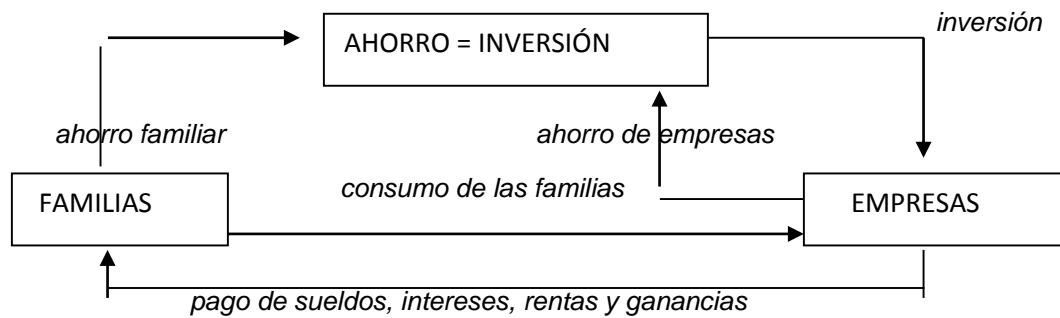 inversión
AHORRO = INVERSIÓN
ahorro familiar
ahorro de empresas
consumo de las familias
FAMILIAS
EMPRESAS
pago de sueldos, intereses, rentas y ganancias